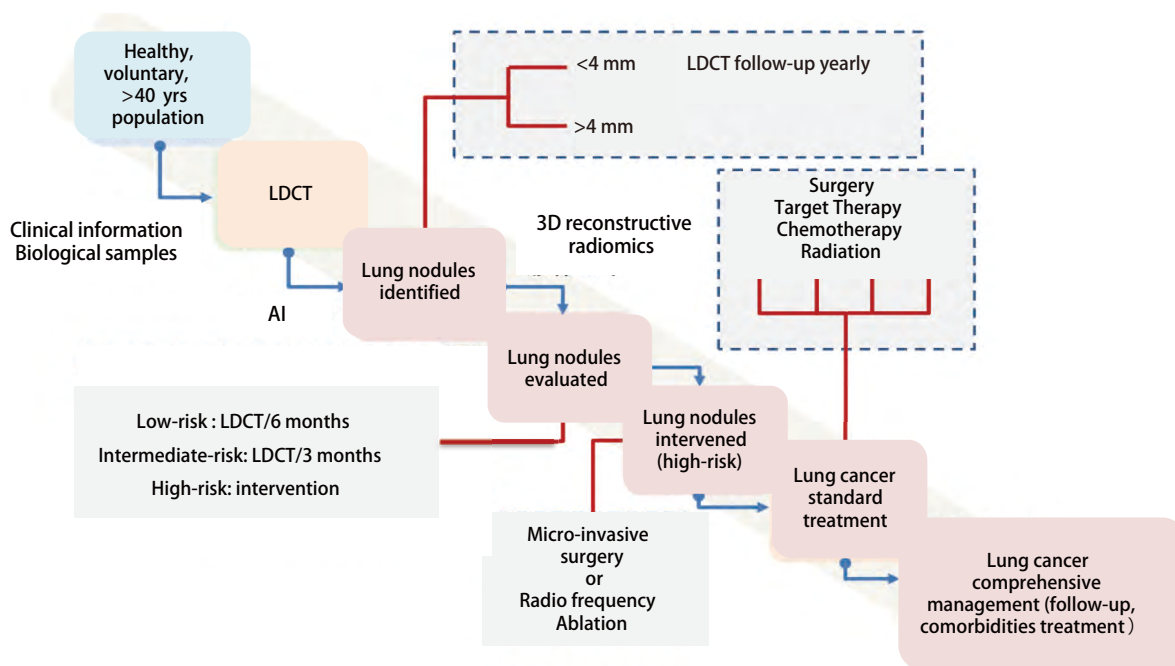 Healthy,
voluntary,
>40 yrs
population
<4 mm LDCT follow-up yearly
>4 mm
LDCT
Clinical information
Biological samples
Surgery
Target Therapy
Chemotherapy
Radiation
3D reconstructive
radiomics
Lung nodules
identified
AI
Lung nodules
evaluated
Low-risk : LDCT/6 months
Intermediate-risk: LDCT/3 months
High-risk: intervention
Lung nodules
intervened
(high-risk)
Lung cancer
standard
treatment
Micro-invasive
surgery
or
Radio frequency
Ablation
Lung cancer
comprehensive
management (follow-up,
comorbidities treatment）